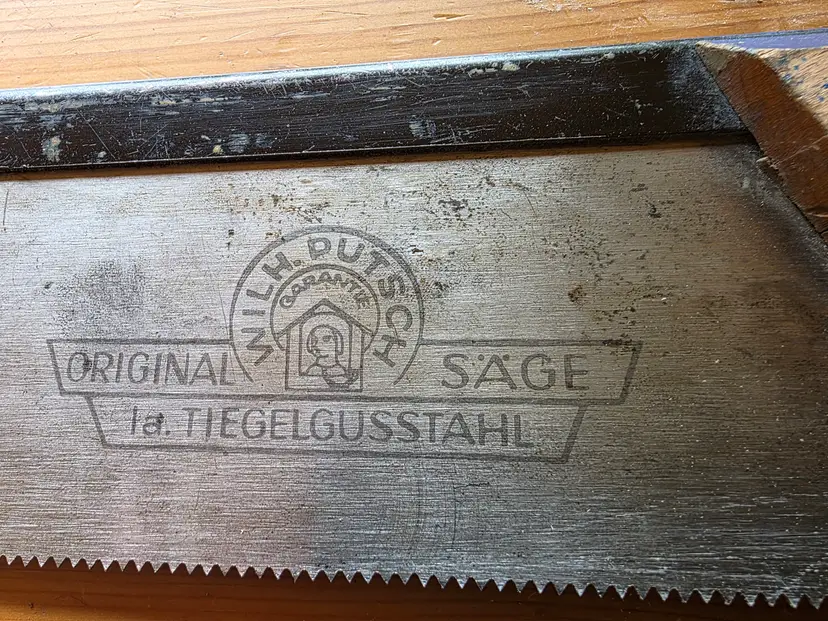 WILH. PUTSCH
GARANTIE
ORIGINAL SÄGE
Ia. TIEGELGUSSTAHL